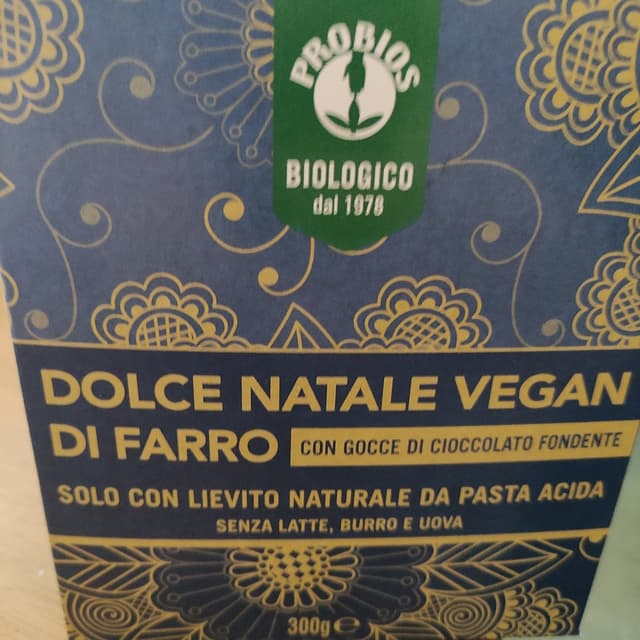 PROBIOS
BIOLOGICO
dal 1978
DOLCE NATALE VEGAN
DI FARRO CON GOCCE DI CIOCCOLATO FONDENTE
SOLO CON LIEVITO NATURALE DA PASTA ACIDA
SENZA LATTE, BURRO E UOVA
300g ℮